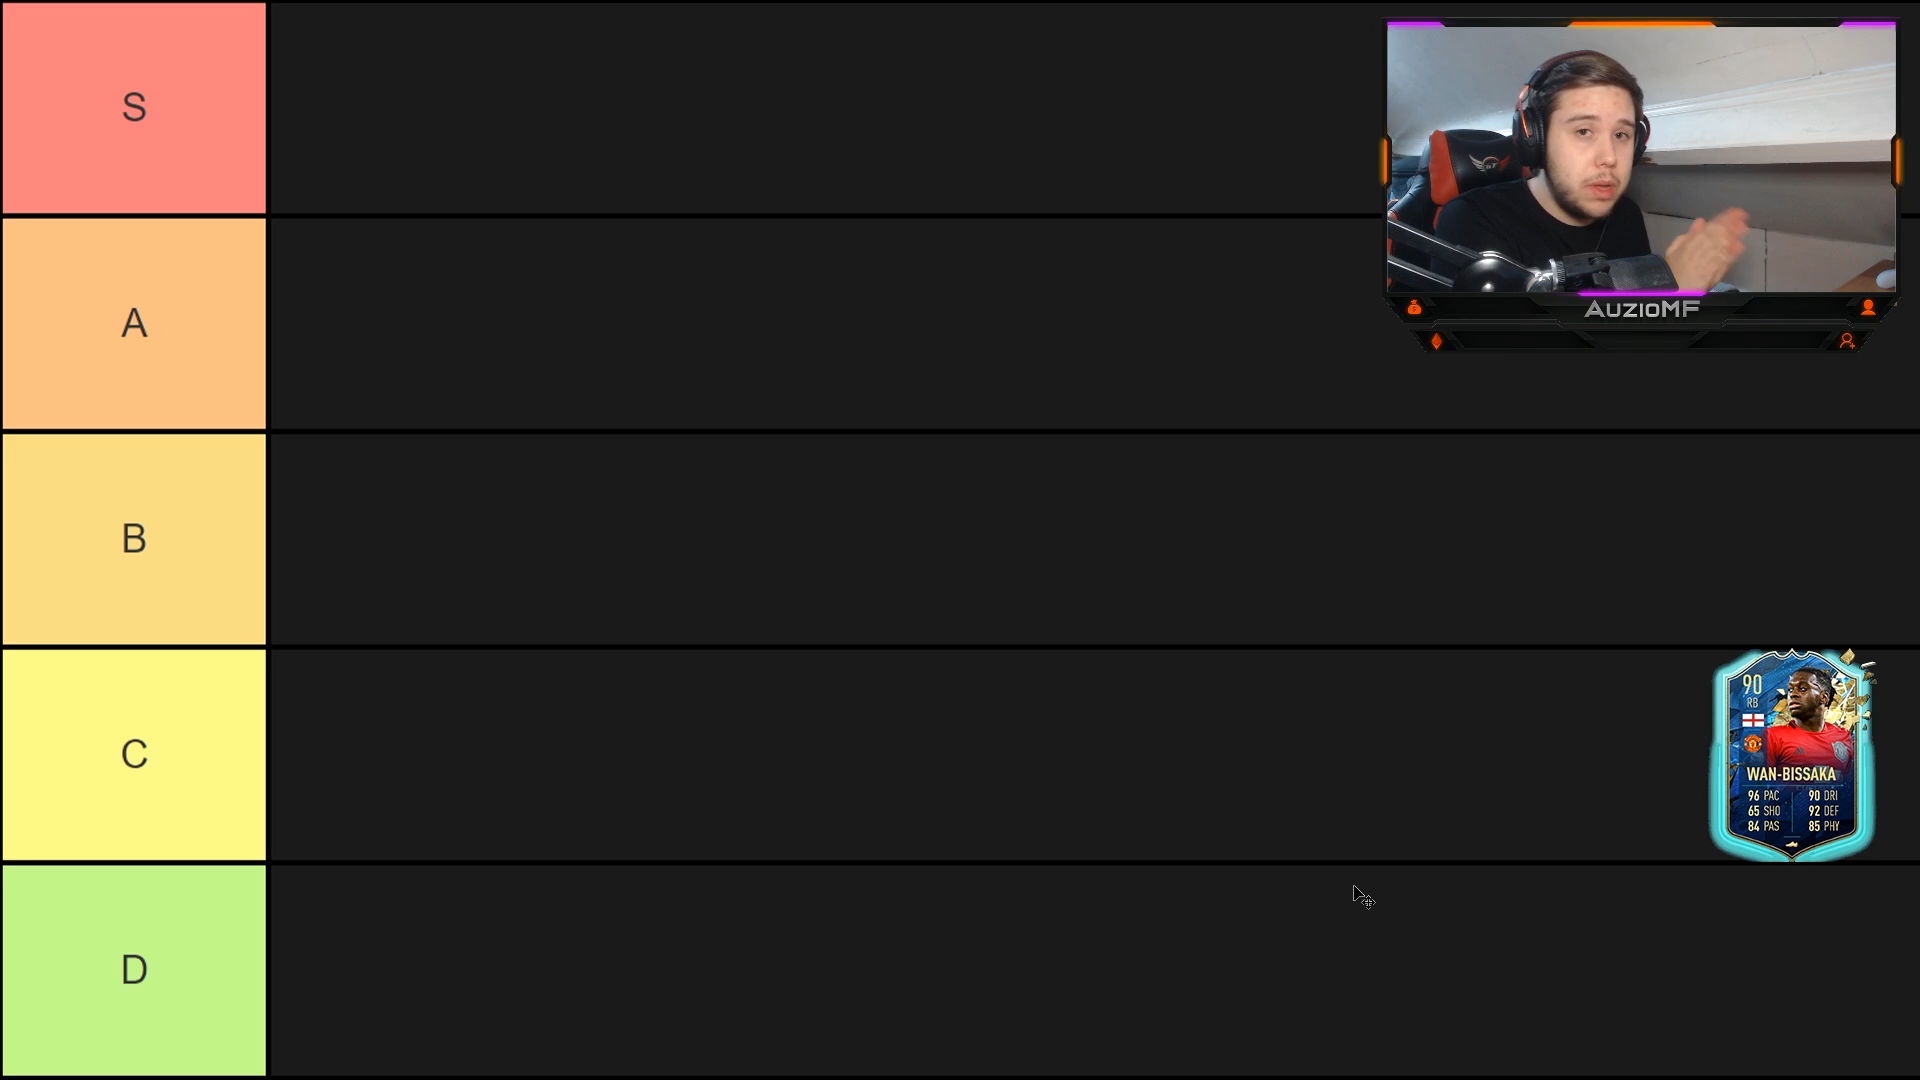 S
A
B
C
D
AUZIOMF
90
RB
WAN-BISSAKA
96 PAC 90 DRI
65 SHO 92 DEF
84 PAS 85 PHY